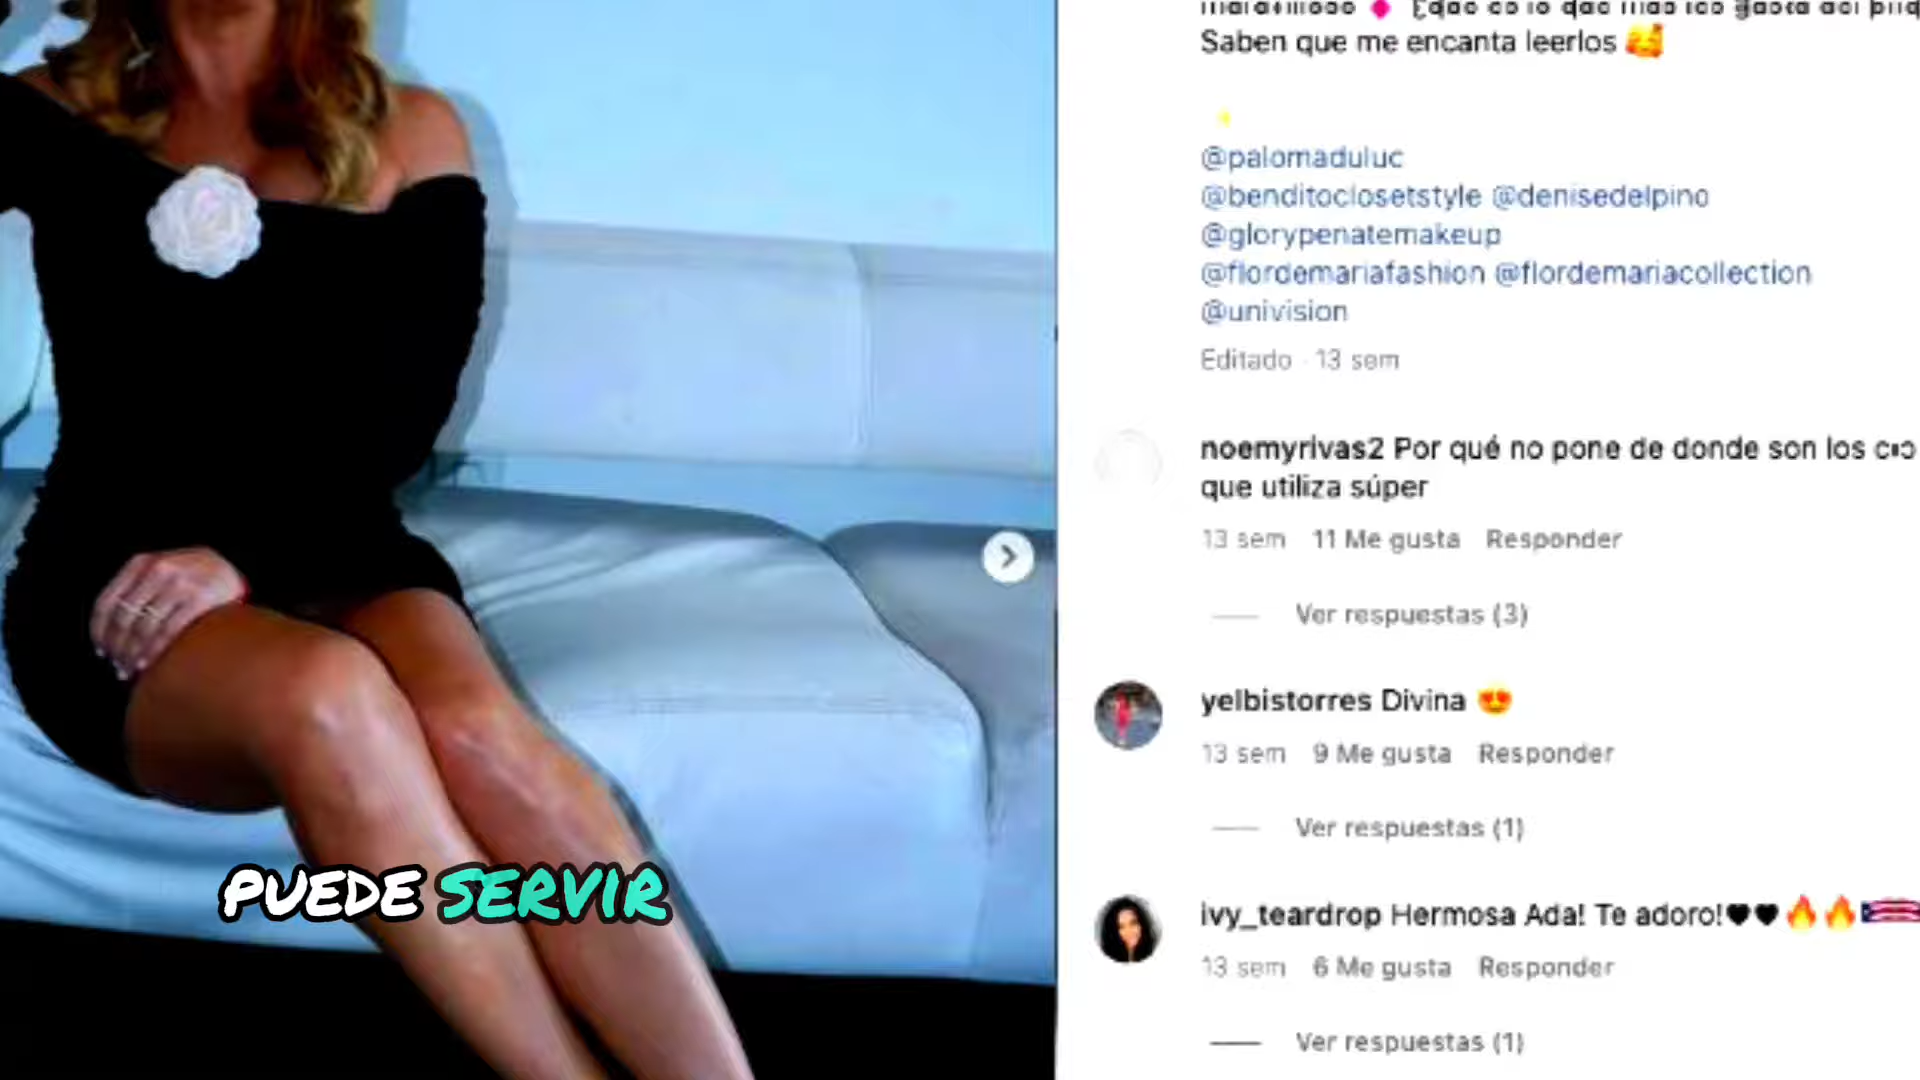 Saben que me encanta leerlos 🥰
✨
@palomaduluc
@benditoclosetstyle @denisedelpino
@glorypenatemakeup
@flordemariafashion @flordemariacollection
@univision
Editado · 13 sem
noemyrivas2 Por qué no pone de donde son los
que utiliza súper
13 sem 11 Me gusta Responder
Ver respuestas (3)
yelbistorres Divina 😍
13 sem 9 Me gusta Responder
Ver respuestas (1)
ivy_teardrop Hermosa Ada! Te adoro!🖤🖤🔥🔥🇵🇷
13 sem 6 Me gusta Responder
Ver respuestas (1)
PUEDE SERVIR